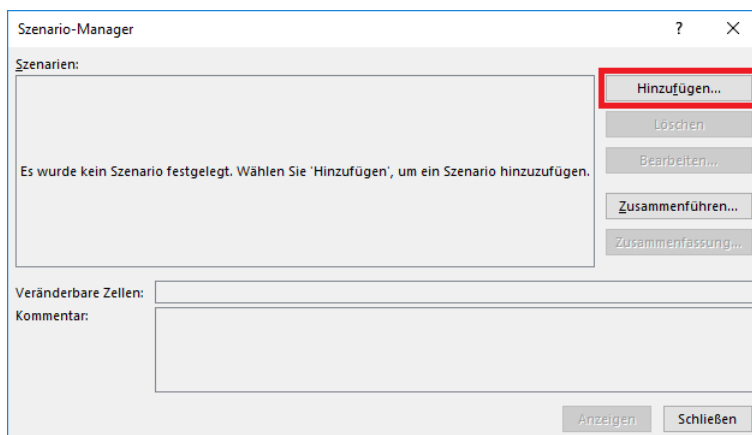 Szenario-Manager
?
Szenarien:
Hinzufügen...
Löschen
Bearbeiten...
Es wurde kein Szenario festgelegt. Wählen Sie 'Hinzufügen', um ein Szenario hinzuzufügen.
Zusammenführen...
Zusammenfassung...
Veränderbare Zellen:
Kommentar:
Anzeigen
Schließen